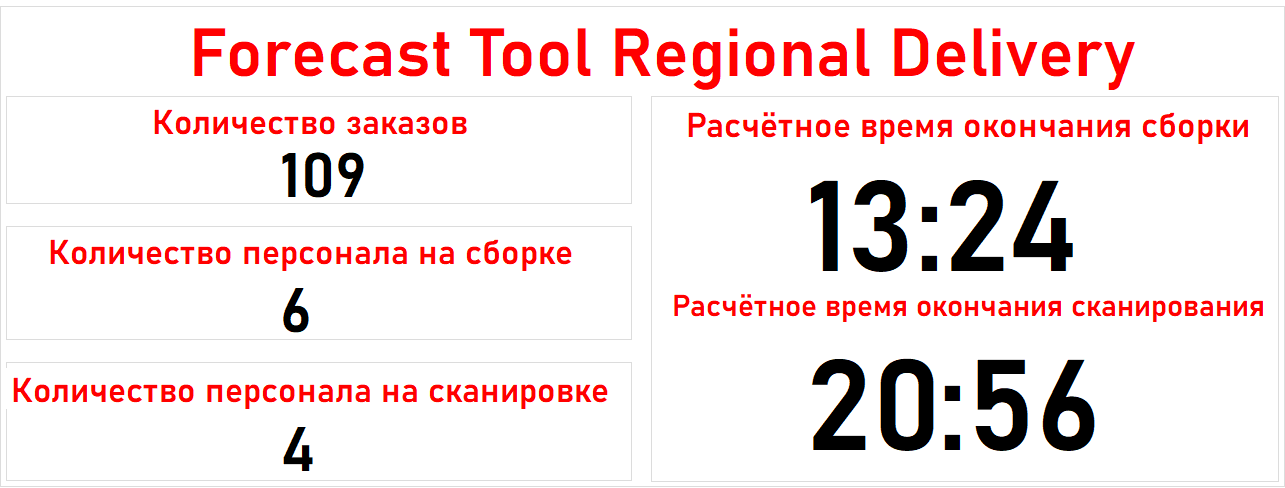 Forecast Tool Regional Delivery
Количество заказов
109
Количество персонала на сборке
6
Количество персонала на сканировке
4
Расчётное время окончания сборки
13:24
Расчётное время окончания сканирования
20:56